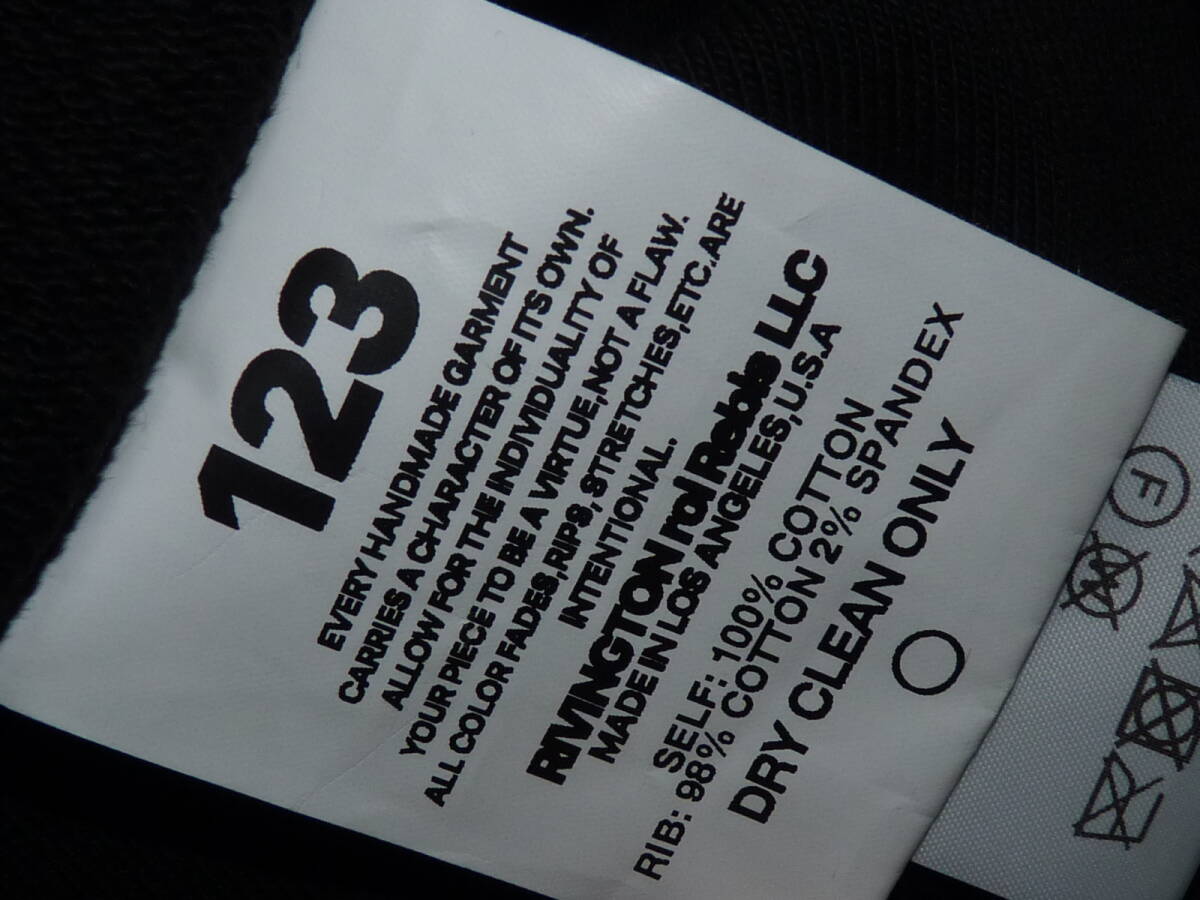 123
EVERY HANDMADE GARMENT
CARRIES A CHARACTER OF ITS OWN.
ALLOW FOR THE INDIVIDUALITY OF
YOUR PIECE TO BE A VIRTUE,NOT A FLAW.
ALL COLOR FADES,RIPS, STRETCHES,ETC.ARE
INTENTIONAL.
RIVINGTON roi Rebis LLC
MADE IN LOS ANGELES,U.S.A
SELF: 100% COTTON
RIB: 98% COTTON 2% SPANDEX
DRY CLEAN ONLY
F